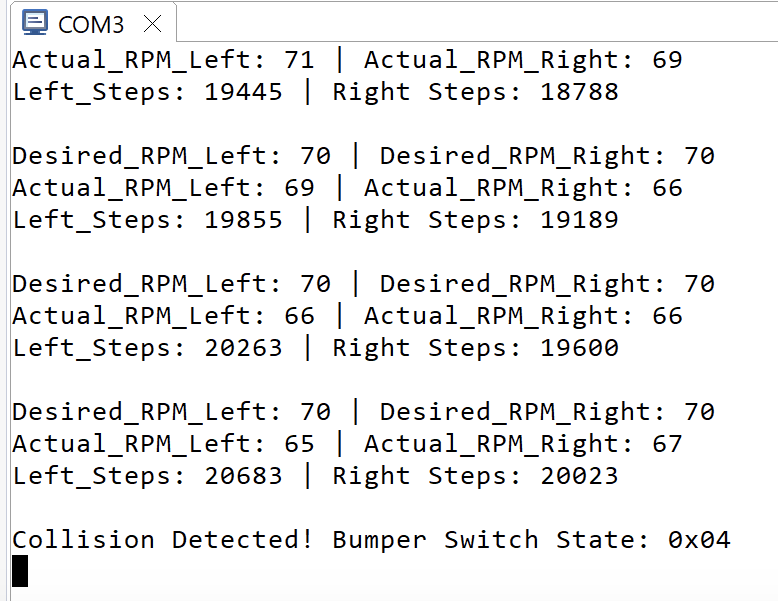 COM3
Actual_RPM_Left: 71 | Actual_RPM_Right: 69
Left_Steps: 19445 | Right Steps: 18788
Desired_RPM_Left: 70 | Desired_RPM_Right: 70
Actual_RPM_Left: 69 | Actual_RPM_Right: 66
Left_Steps: 19855 | Right Steps: 19189
Desired_RPM_Left: 70 | Desired_RPM_Right: 70
Actual_RPM_Left: 66 | Actual_RPM_Right: 66
Left_Steps: 20263 | Right Steps: 19600
Desired_RPM_Left: 70 | Desired_RPM_Right: 70
Actual_RPM_Left: 65 | Actual_RPM_Right: 67
Left_Steps: 20683 | Right Steps: 20023
Collision Detected! Bumper Switch State: 0x04